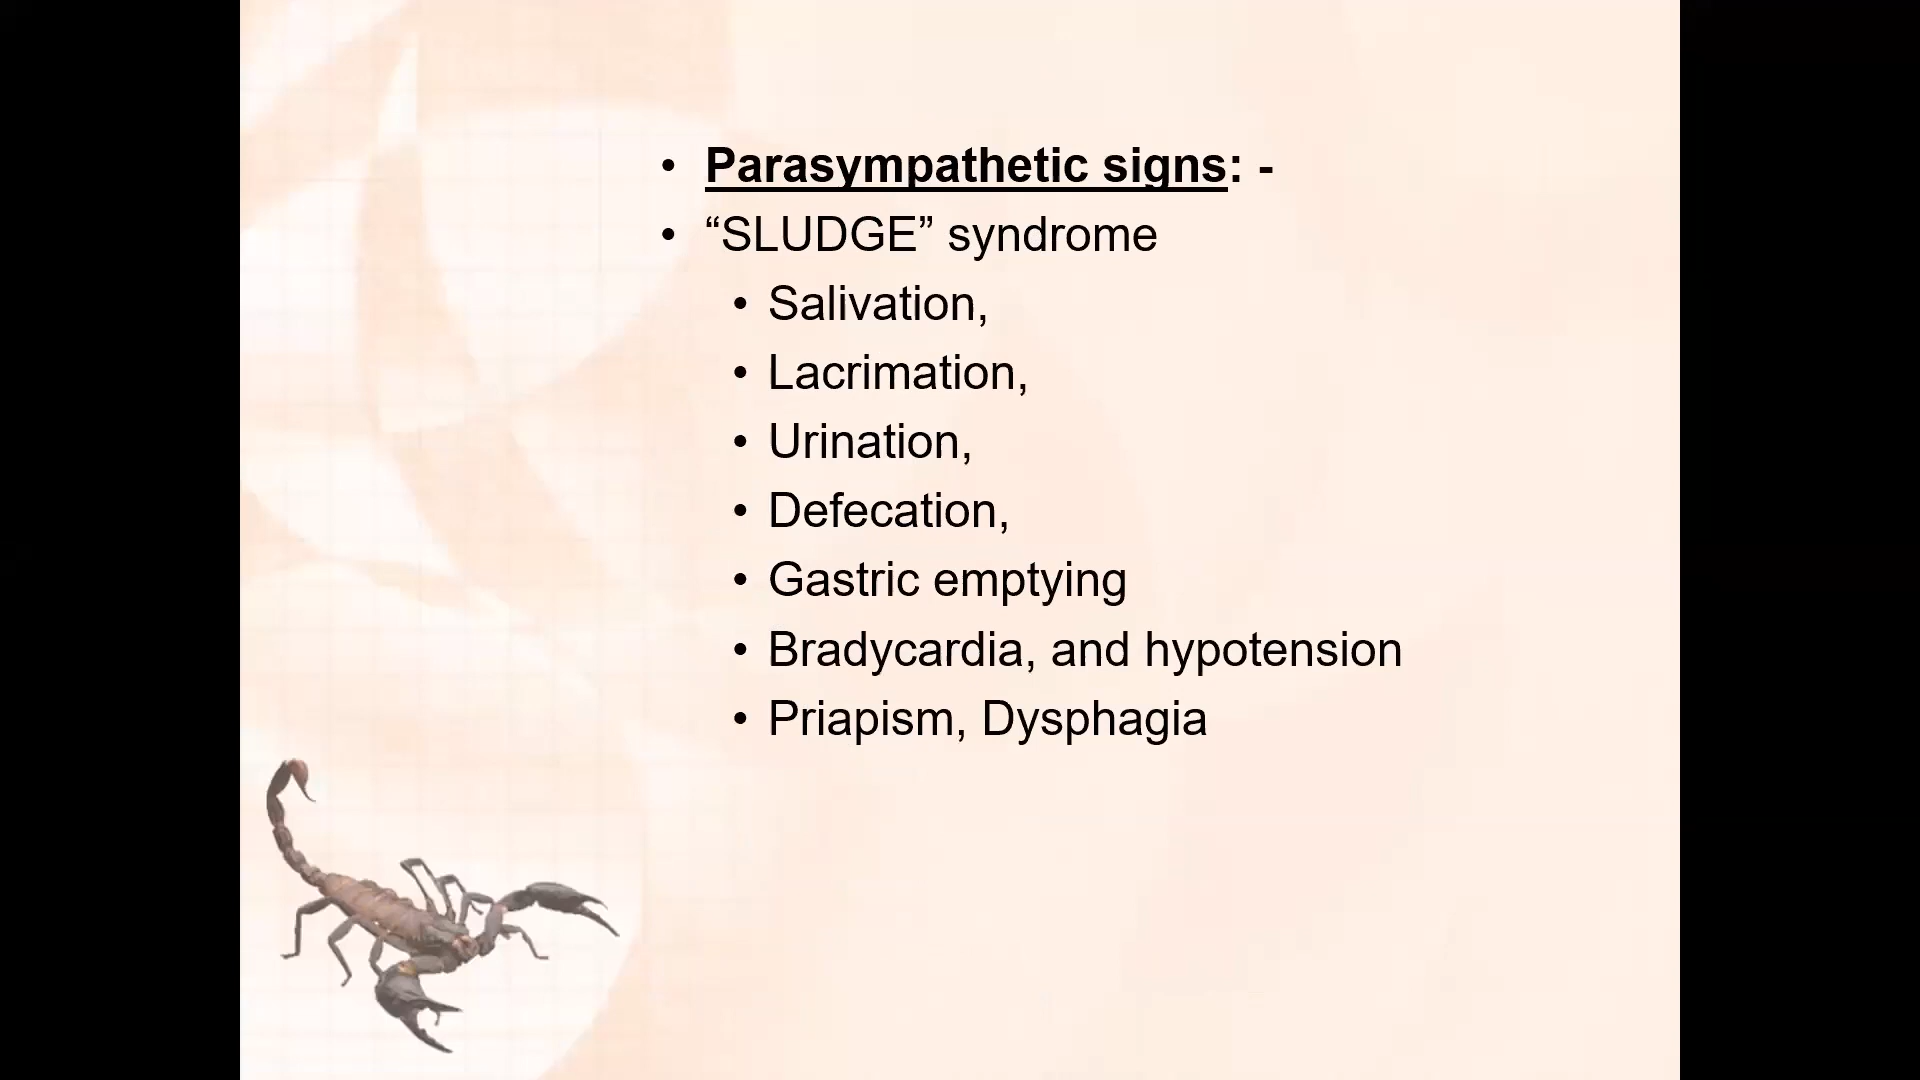 • Parasympathetic signs: -
• “SLUDGE” syndrome
• Salivation,
• Lacrimation,
• Urination,
• Defecation,
• Gastric emptying
• Bradycardia, and hypotension
• Priapism, Dysphagia